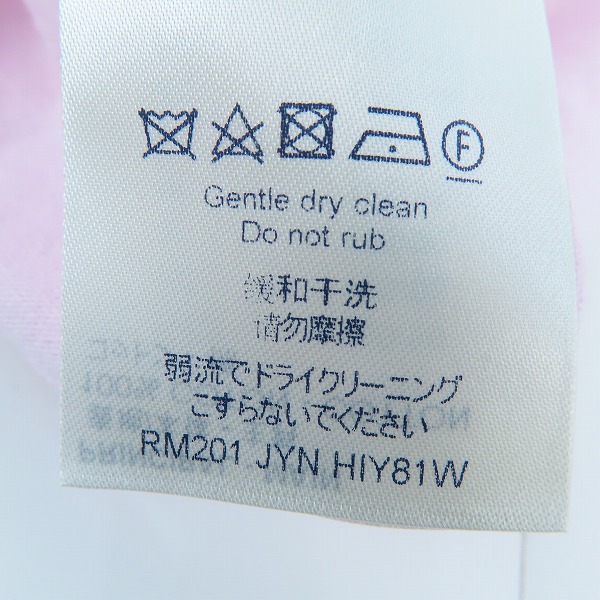 F
Gentle dry clean
Do not rub
缓和干洗
请勿摩擦
弱流でドライクリーニング
こすらないでください
RM201 JYN HIY81W